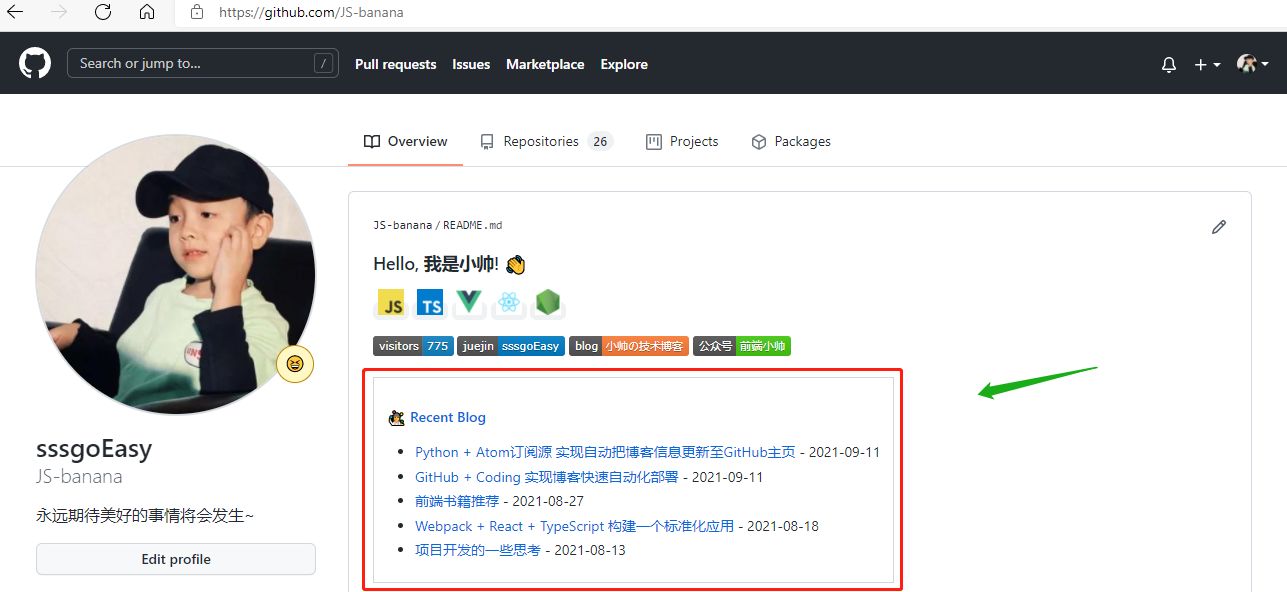 https://github.com/JS-banana
Search or jump to... /
Pull requests Issues Marketplace Explore
Overview Repositories 26 Projects Packages
JS-banana / README.md
Hello, 我是小帅! 👋
JS TS
visitors 775 juejin sssgoEasy blog 小帅の技术博客 公众号 前端小帅
Recent Blog
Python + Atom订阅源 实现自动把博客信息更新至GitHub主页 - 2021-09-11
GitHub + Coding 实现博客快速自动化部署 - 2021-09-11
前端书籍推荐 - 2021-08-27
Webpack + React + TypeScript 构建一个标准化应用 - 2021-08-18
项目开发的一些思考 - 2021-08-13
sssgoEasy
JS-banana
永远期待美好的事情将会发生~
Edit profile